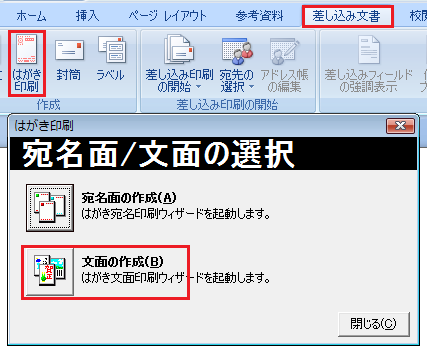 ホーム 挿入 ページ レイアウト 参考資料 差し込み文書 校閲
はがき 印刷 封筒 ラベル 差し込み印刷の開始 宛先の選択 アドレス帳の編集 差し込みフィールドの強調表示
作成 差し込み印刷の開始
はがき印刷
宛名面/文面の選択
宛名面の作成(A)
はがき宛名印刷ウィザードを起動します。
文面の作成(B)
はがき文面印刷ウィザードを起動します。
閉じる(C)